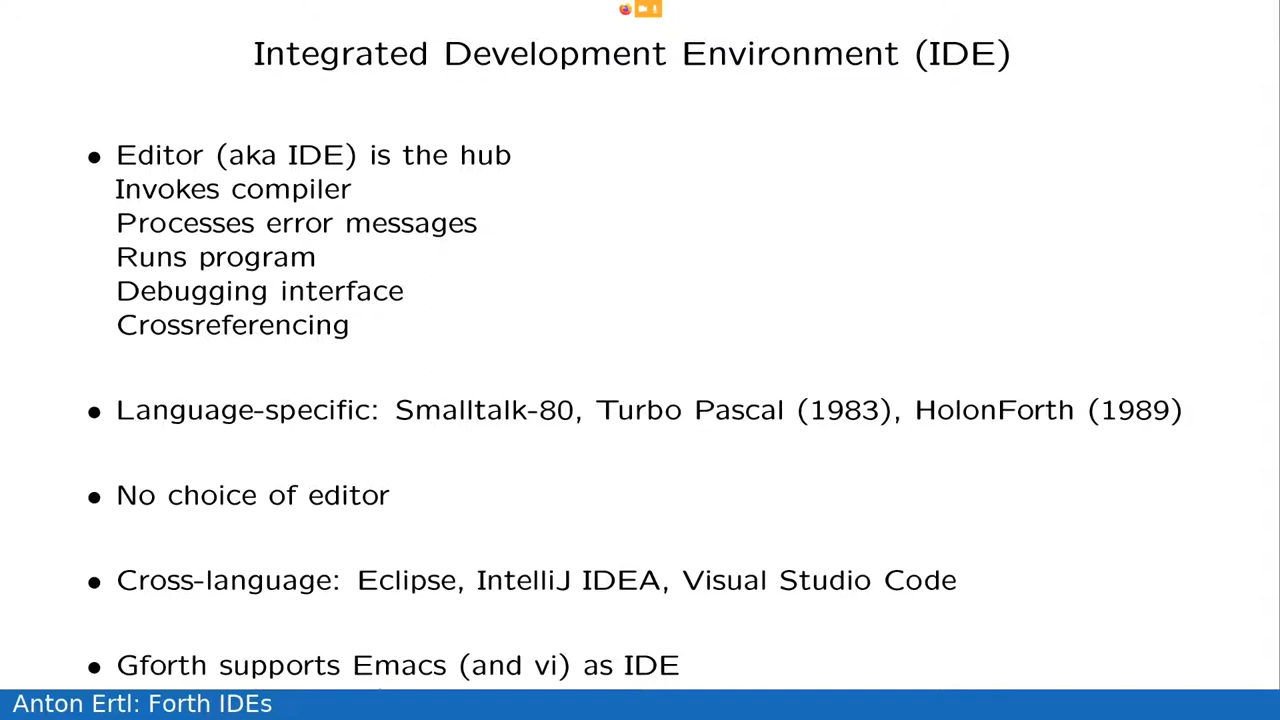 Integrated Development Environment (IDE)
• Editor (aka IDE) is the hub
Invokes compiler
Processes error messages
Runs program
Debugging interface
Crossreferencing
• Language-specific: Smalltalk-80, Turbo Pascal (1983), HolonForth (1989)
• No choice of editor
• Cross-language: Eclipse, IntelliJ IDEA, Visual Studio Code
• Gforth supports Emacs (and vi) as IDE
Anton Ertl: Forth IDEs